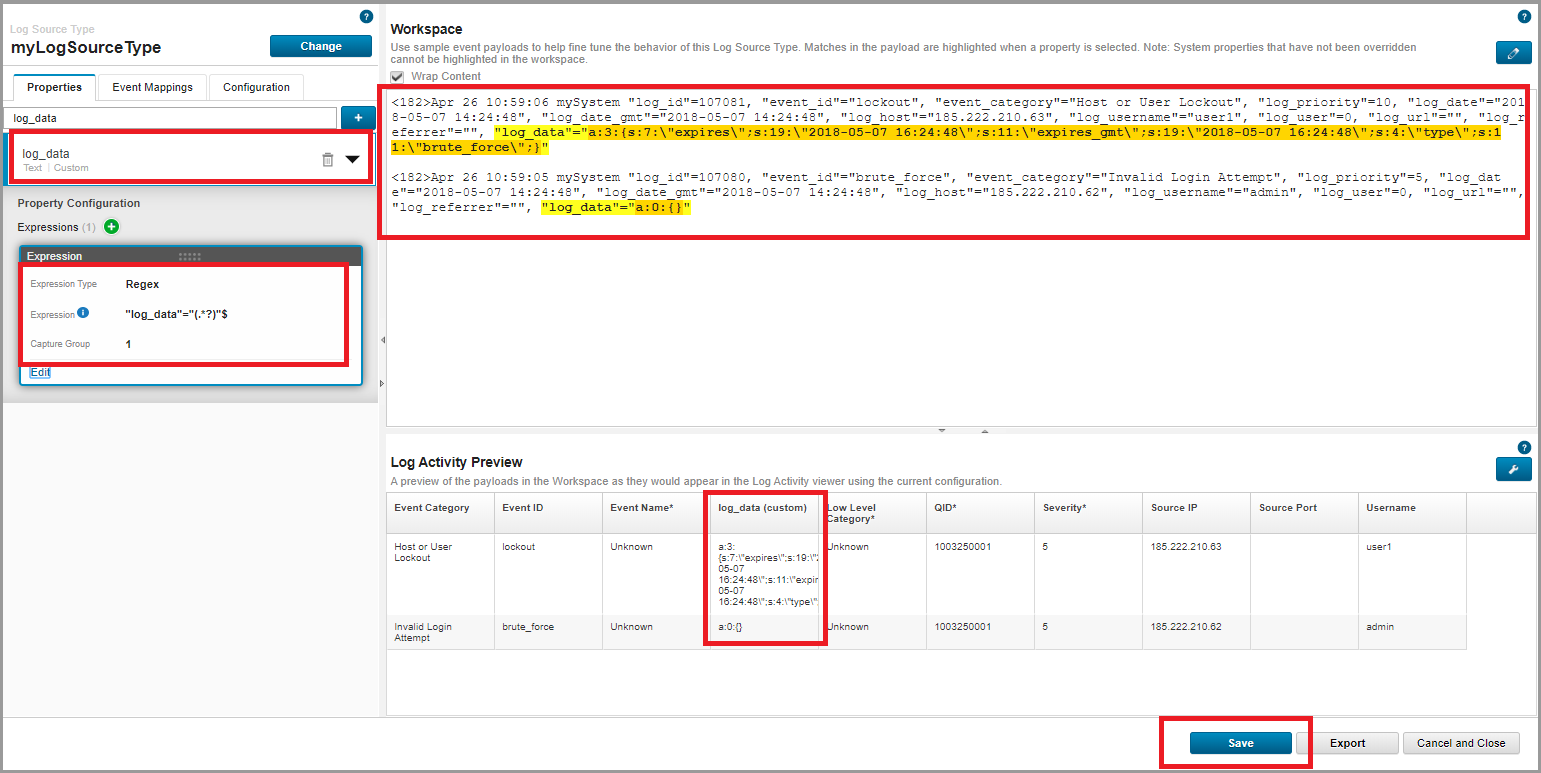 Log Source Type
myLogSourceType
Change
Properties
Event Mappings
Configuration
log_data
+
log_data
Text | Custom
Property Configuration
Expressions (1)
Expression
Expression Type Regex
Expression "log_data"="(.*?)"$
Capture Group 1
Edit
Workspace
Use sample event payloads to help fine tune the behavior of this Log Source Type. Matches in the payload are highlighted when a property is selected. Note: System properties that have not been overridden
cannot be highlighted in the workspace.
Wrap Content
<182>Apr 26 10:59:06 mySystem "log_id"=107081, "event_id"="lockout", "event_category"="Host or User Lockout", "log_priority"=10, "log_date"="201
8-05-07 14:24:48", "log_date_gmt"="2018-05-07 14:24:48", "log_host"="185.222.210.63", "log_username"="user1", "log_user"=0, "log_url"="", "log_r
eferrer"="", "log_data"="a:3:{s:7:\"expires\";s:19:\"2018-05-07 16:24:48\";s:11:\"expires_gmt\";s:19:\"2018-05-07 16:24:48\";s:4:\"type\";s:1
1:\"brute_force\";}"
<182>Apr 26 10:59:05 mySystem "log_id"=107080, "event_id"="brute_force", "event_category"="Invalid Login Attempt", "log_priority"=5, "log_dat
e"="2018-05-07 14:24:48", "log_date_gmt"="2018-05-07 14:24:48", "log_host"="185.222.210.62", "log_username"="admin", "log_user"=0, "log_url"="",
"log_referrer"="", "log_data"="a:0:{}"
Log Activity Preview
A preview of the payloads in the Workspace as they would appear in the Log Activity viewer using the current configuration.
Event Category Event ID Event Name* log_data (custom) Low Level QID* Severity* Source IP Source Port Username
Category*
Host or User lockout Unknown a:3: Unknown 1003250001 5 185.222.210.63 user1
Lockout {s:7:\"expires\";s:19:\"2
05-07
16:24:48\";s:11:\"expir
05-07
16:24:48\";s:4:\"type\"
Invalid Login brute_force Unknown a:0:{} Unknown 1003250001 5 185.222.210.62 admin
Attempt
Save
Export
Cancel and Close